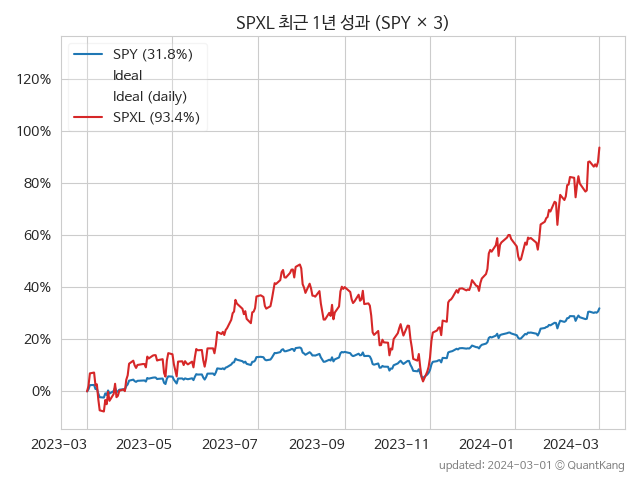 SPXL 최근 1년 성과 (SPY × 3)
SPY (31.8%)
Ideal
Ideal (daily)
SPXL (93.4%)
120%
100%
80%
60%
40%
20%
0%
2023-03
2023-05
2023-07
2023-09
2023-11
2024-01
2024-03
updated: 2024-03-01 © QuantKang